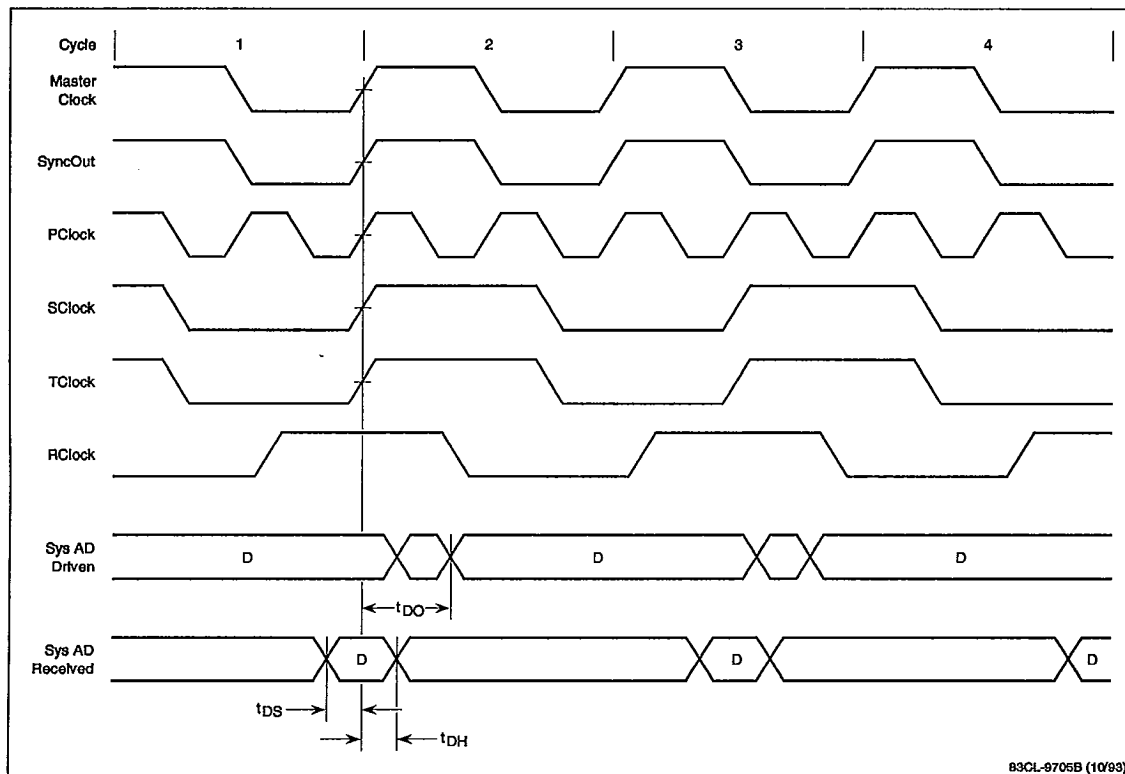 Cycle 1 2 3 4
Master
Clock
SyncOut
PClock
SClock
TClock
RClock
Sys AD
Driven
D D D
tDO
Sys AD
Received
D D D
tDS
tDH
83CL-9705B (10/93)